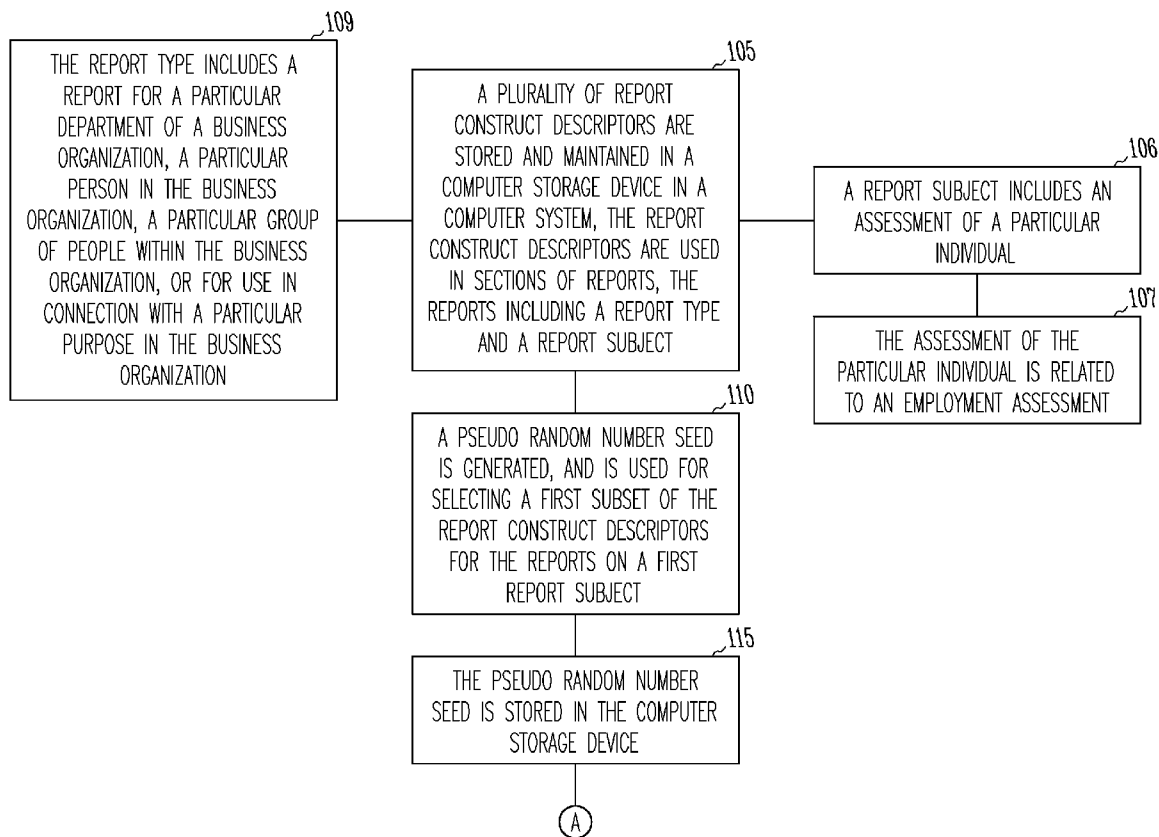 109
THE REPORT TYPE INCLUDES A
REPORT FOR A PARTICULAR
DEPARTMENT OF A BUSINESS
ORGANIZATION, A PARTICULAR
PERSON IN THE BUSINESS
ORGANIZATION, A PARTICULAR GROUP
OF PEOPLE WITHIN THE BUSINESS
ORGANIZATION, OR FOR USE IN
CONNECTION WITH A PARTICULAR
PURPOSE IN THE BUSINESS
ORGANIZATION
105
A PLURALITY OF REPORT
CONSTRUCT DESCRIPTORS ARE
STORED AND MAINTAINED IN A
COMPUTER STORAGE DEVICE IN A
COMPUTER SYSTEM, THE REPORT
CONSTRUCT DESCRIPTORS ARE USED
IN SECTIONS OF REPORTS, THE
REPORTS INCLUDING A REPORT TYPE
AND A REPORT SUBJECT
106
A REPORT SUBJECT INCLUDES AN
ASSESSMENT OF A PARTICULAR
INDIVIDUAL
107
THE ASSESSMENT OF THE
PARTICULAR INDIVIDUAL IS RELATED
TO AN EMPLOYMENT ASSESSMENT
110
A PSEUDO RANDOM NUMBER SEED
IS GENERATED, AND IS USED FOR
SELECTING A FIRST SUBSET OF THE
REPORT CONSTRUCT DESCRIPTORS
FOR THE REPORTS ON A FIRST
REPORT SUBJECT
115
THE PSEUDO RANDOM NUMBER
SEED IS STORED IN THE COMPUTER
STORAGE DEVICE
A